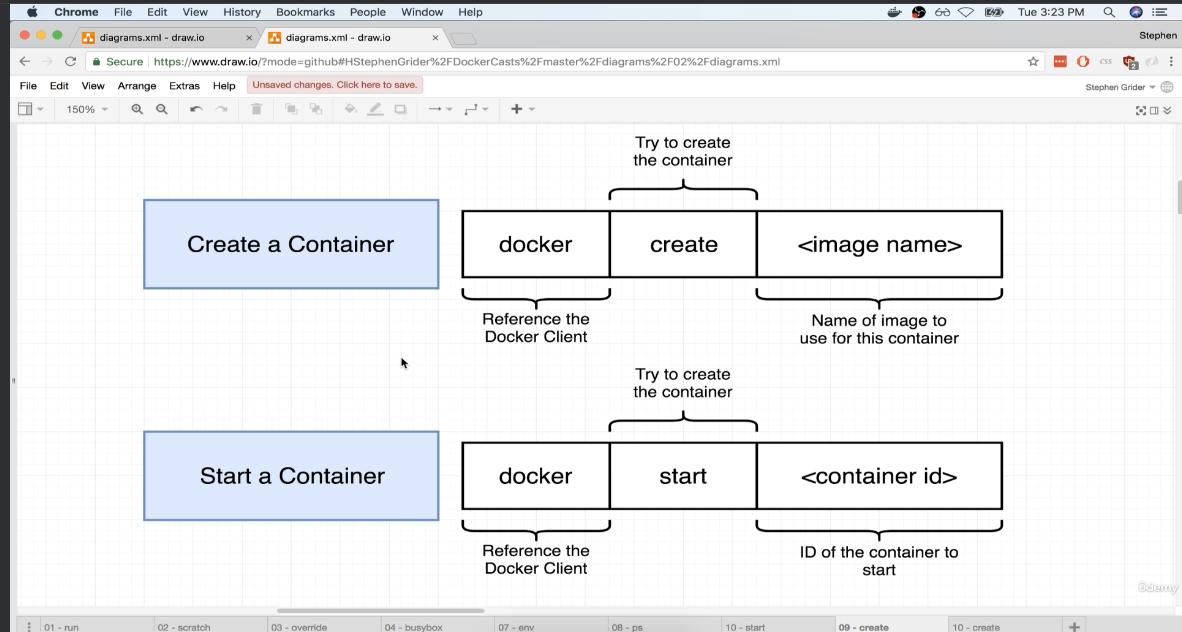 Chrome File Edit View History Bookmarks People Window Help Tue 3:23 PM
diagrams.xml - draw.io × diagrams.xml - draw.io × Stephen
Secure https://www.draw.io/?mode=github#HStephenGrider%2FDockerCasts%2Fmaster%2Fdiagrams%2F02%2Fdiagrams.xml css 2
File Edit View Arrange Extras Help Unsaved changes. Click here to save. Stephen Grider
150%
Try to create
the container
Create a Container docker create <image name>
Reference the
Docker Client
Name of image to
use for this container
Try to create
the container
Start a Container docker start <container id>
Reference the
Docker Client
ID of the container to
start
ûdemy
01 - run 02 - scratch 03 - override 04 - busybox 07 - env 08 - ps 10 - start 09 - create 10 - create